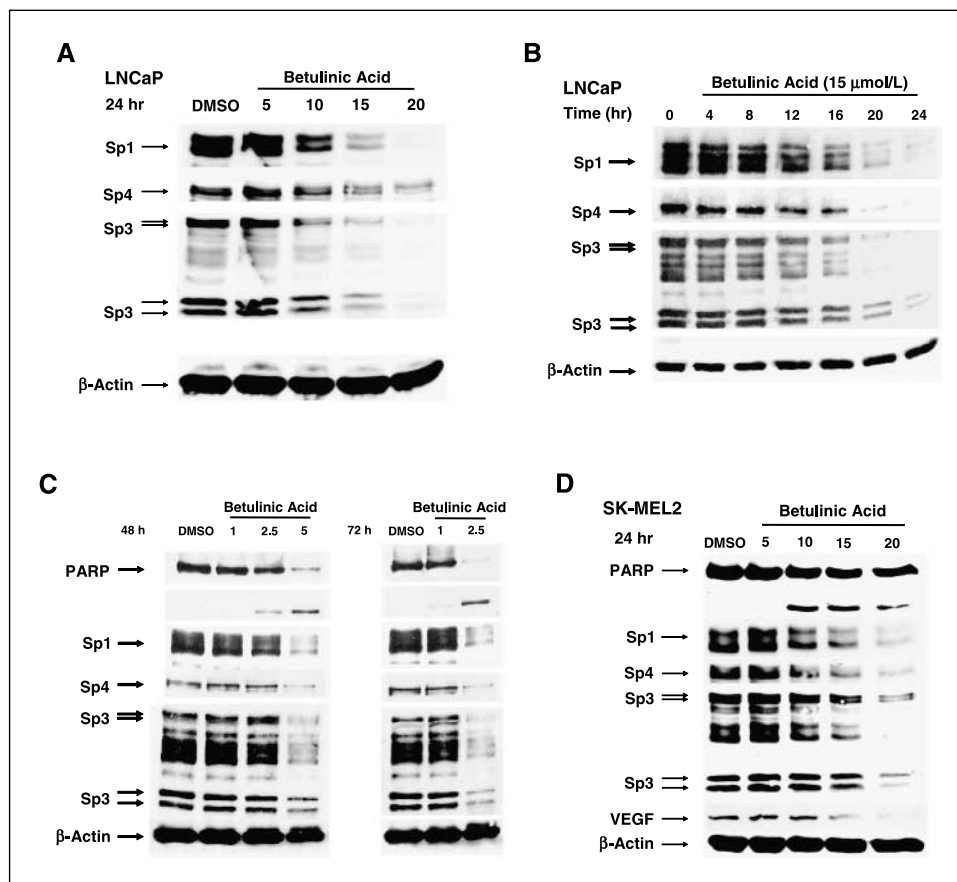 A
LNCaP
Betulinic Acid
24 hr DMSO 5 10 15 20
Sp1
Sp4
Sp3
Sp3
β-Actin
B
LNCaP
Betulinic Acid (15 μmol/L)
Time (hr) 0 4 8 12 16 20 24
Sp1
Sp4
Sp3
Sp3
β-Actin
C
Betulinic Acid
48 h DMSO 1 2.5 5
PARP
Sp1
Sp4
Sp3
Sp3
β-Actin
Betulinic Acid
72 h DMSO 1 2.5
D
SK-MEL2
Betulinic Acid
24 hr
DMSO 5 10 15 20
PARP
Sp1
Sp4
Sp3
Sp3
VEGF
β-Actin